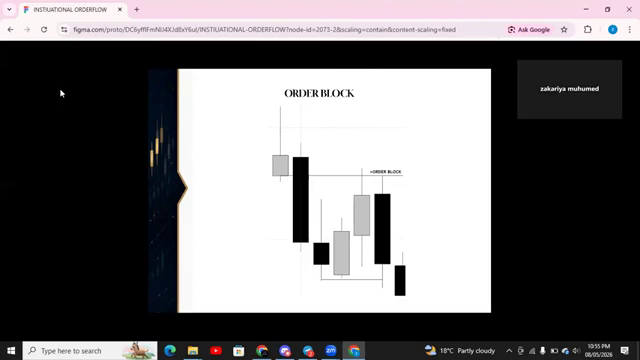 INSTIUATIONAL ORDERFLOW
figma.com/proto/DC6yffFmNU4XJd8xY6ul/INSTIUATIONAL-ORDERFLOW?node-id=2073-2&scaling=contain&content-scaling=fixed
Ask Google
ORDER BLOCK
zakariya muhumed
+ORDER BLOCK
Type here to search
18°C Partly cloudy
10:55 PM
08/05/2026